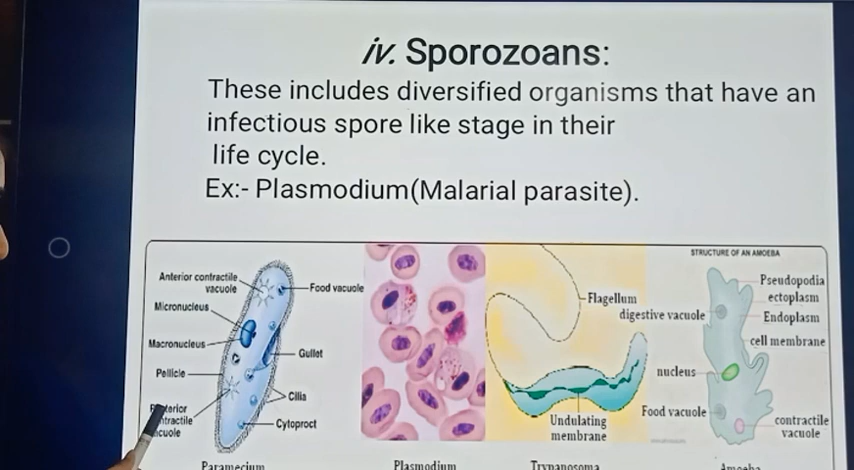 iv. Sporozoans:
These includes diversified organisms that have an
infectious spore like stage in their
life cycle.
Ex:- Plasmodium(Malarial parasite).
STRUCTURE OF AN AMOEBA
Anterior contractile
vacuole
Food vacuole
Micronucleus
Macronucleus
Pellicle
Gullet
Cilia
Cytoproct
Paramecium
Plasmodium
Flagellum
Undulating
membrane
Trypanosoma
digestive vacuole
Pseudopodia
ectoplasm
Endoplasm
cell membrane
nucleus
Food vacuole
contractile
vacuole
Amoeba